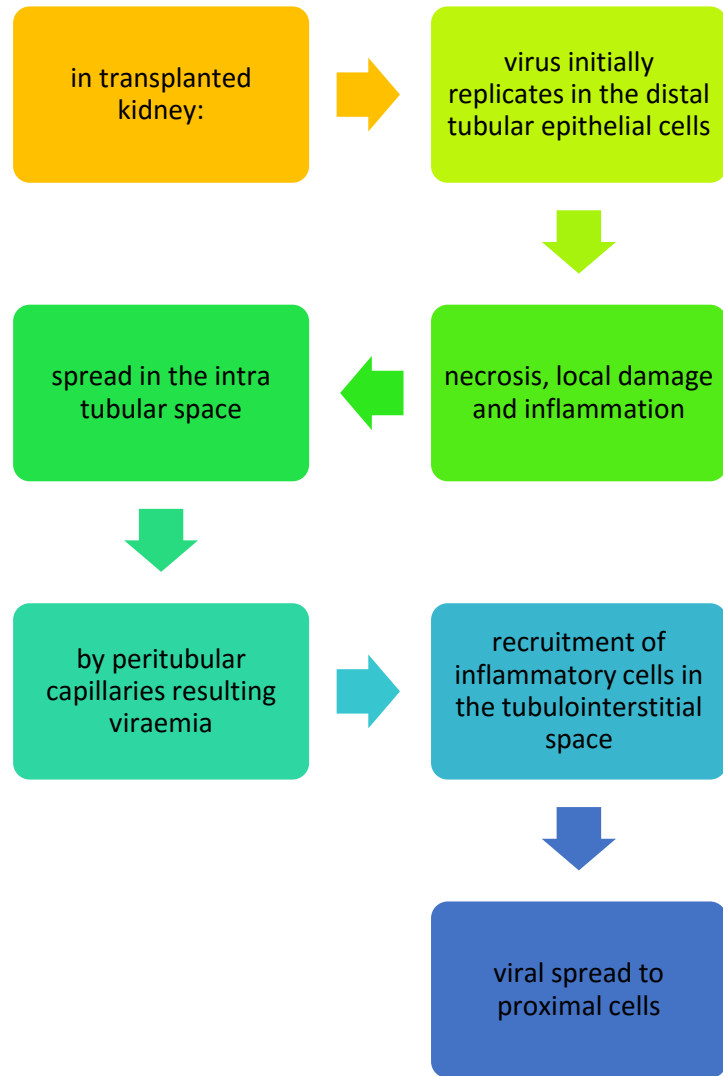 in transplanted
kidney:
virus initially
replicates in the distal
tubular epithelial cells
necrosis, local damage
and inflammation
spread in the intra
tubular space
by peritubular
capillaries resulting
viraemia
recruitment of
inflammatory cells in
the tubulointerstitial
space
viral spread to
proximal cells